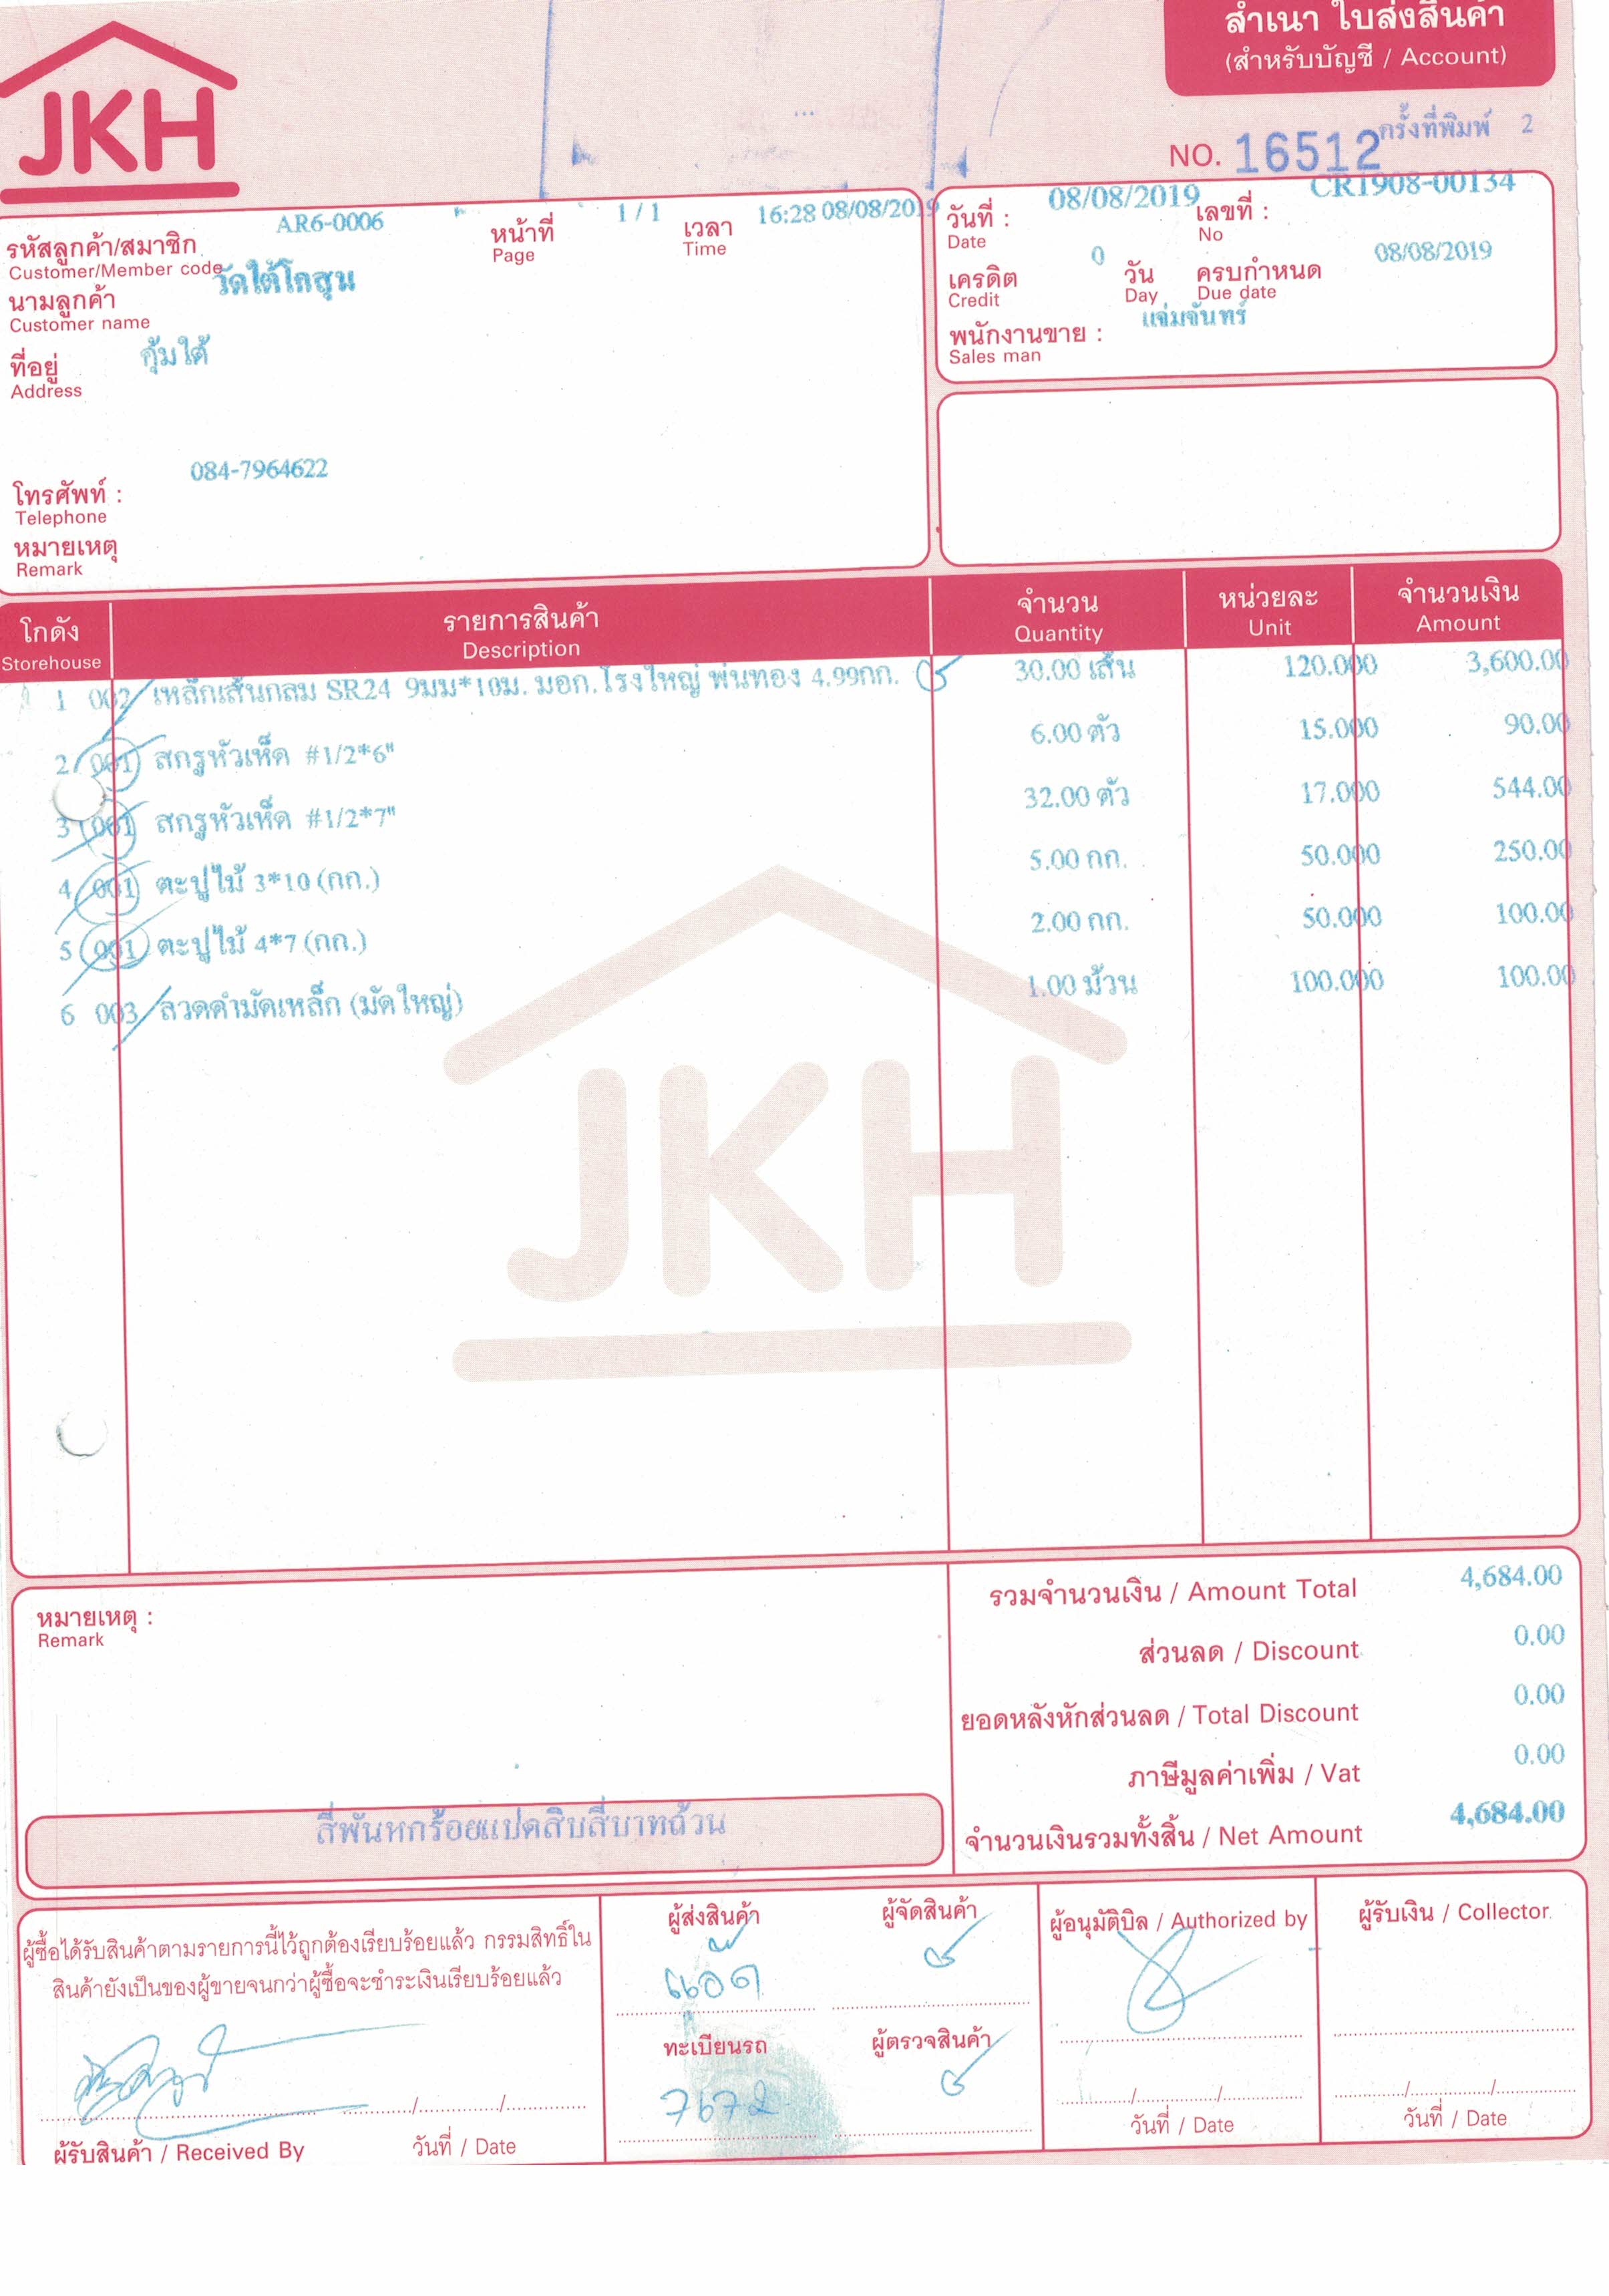 สำเนา ใบส่งสินค้า
(สำหรับบัญชี / Account)
JKH
ครั้งที่พิมพ์ 2
NO. 16512
รหัสลูกค้า/สมาชิก AR6-0006 หน้าที่ 1 / 1 เวลา 16:28 08/08/2019
Customer/Member code Page Time
นามลูกค้า วัดใต้โกสุม
Customer name
ที่อยู่ กุ้มใต้
Address
โทรศัพท์ : 084-7964622
Telephone
หมายเหตุ
Remark
วันที่ : 08/08/2019 เลขที่ : CR1908-00134
Date No
เครดิต 0 วัน ครบกำหนด 08/08/2019
Credit Day Due date
พนักงานขาย : แจ่มจันทร์
Sales man
โกดัง รายการสินค้า จำนวน หน่วยละ จำนวนเงิน
Storehouse Description Quantity Unit Amount
1 002 เหล็กเส้นกลม SR24 9มม*10ม. มอก.โรงใหญ่ พ่นทอง 4.99กก. 30.00 เส้น 120.000 3,600.00
2 001 สกรูหัวเห็ด #1/2*6" 6.00 ตัว 15.000 90.00
3 001 สกรูหัวเห็ด #1/2*7" 32.00 ตัว 17.000 544.00
4 001 ตะปูไม้ 3*10 (กก.) 5.00 กก. 50.000 250.00
5 001 ตะปูไม้ 4*7 (กก.) 2.00 กก. 50.000 100.00
6 003 ลวดดำมัดเหล็ก (มัดใหญ่) 1.00 ม้วน 100.000 100.00
JKH
หมายเหตุ :
Remark
รวมจำนวนเงิน / Amount Total 4,684.00
ส่วนลด / Discount 0.00
ยอดหลังหักส่วนลด / Total Discount 0.00
ภาษีมูลค่าเพิ่ม / Vat 0.00
จำนวนเงินรวมทั้งสิ้น / Net Amount 4,684.00
สี่พันหกร้อยแปดสิบสี่บาทถ้วน
ผู้ซื้อได้รับสินค้าตามรายการนี้ไว้ถูกต้องเรียบร้อยแล้ว กรรมสิทธิ์ใน
สินค้ายังเป็นของผู้ขายจนกว่าผู้ซื้อจะชำระเงินเรียบร้อยแล้ว
ผู้รับสินค้า / Received By วันที่ / Date
ผู้ส่งสินค้า ผู้จัดสินค้า
แอ๊ด
ทะเบียนรถ ผู้ตรวจสินค้า
7672
ผู้อนุมัติบิล / Authorized by
วันที่ / Date
ผู้รับเงิน / Collector
วันที่ / Date